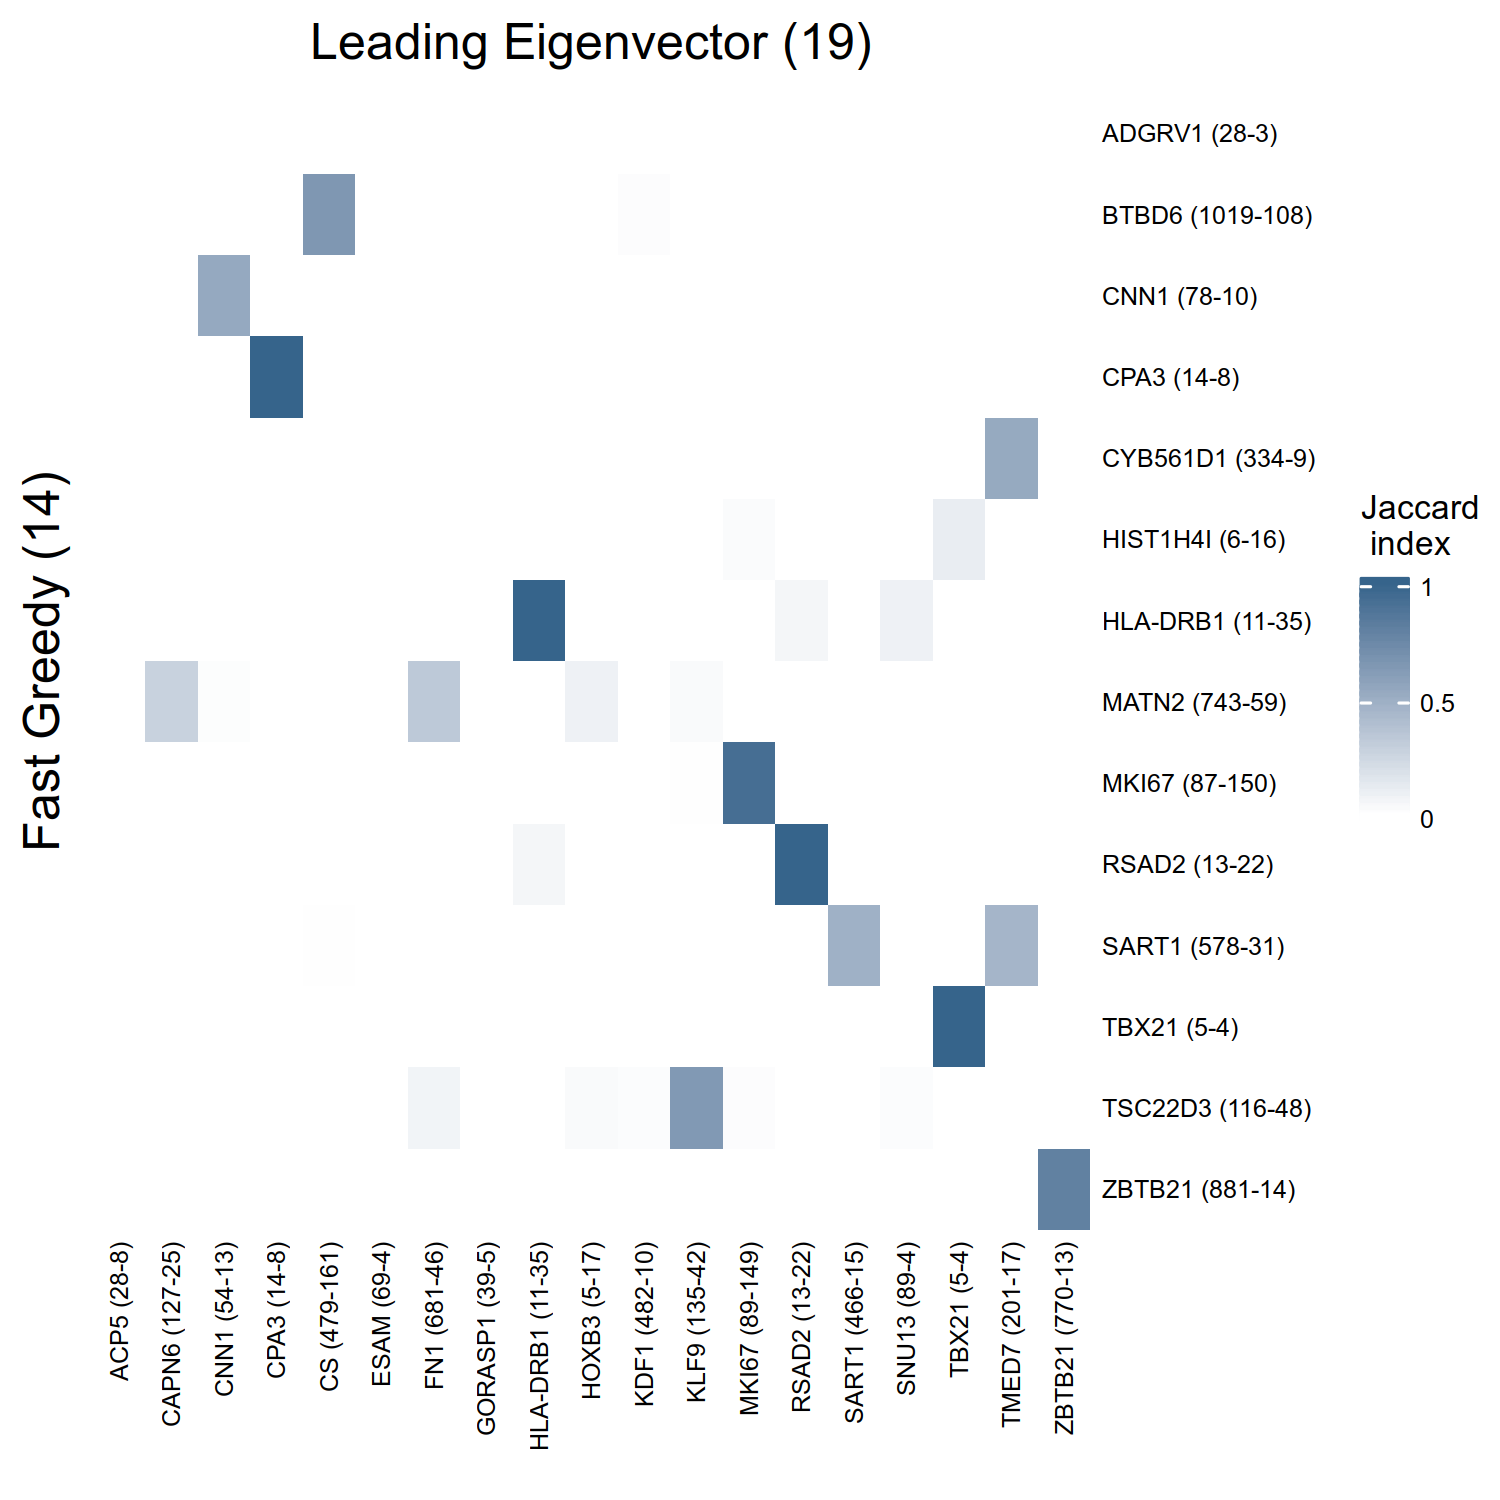 Leading Eigenvector (19)
Fast Greedy (14)
ADGRV1 (28-3)
BTBD6 (1019-108)
CNN1 (78-10)
CPA3 (14-8)
CYB561D1 (334-9)
HIST1H4I (6-16)
HLA-DRB1 (11-35)
MATN2 (743-59)
MKI67 (87-150)
RSAD2 (13-22)
SART1 (578-31)
TBX21 (5-4)
TSC22D3 (116-48)
ZBTB21 (881-14)
Jaccard
index
1
0.5
0
ACP5 (28-8)
CAPN6 (127-25)
CNN1 (54-13)
CPA3 (14-8)
CS (479-161)
ESAM (69-4)
FN1 (681-46)
GORASP1 (39-5)
HLA-DRB1 (11-35)
HOXB3 (5-17)
KDF1 (482-10)
KLF9 (135-42)
MKI67 (89-149)
RSAD2 (13-22)
SART1 (466-15)
SNU13 (89-4)
TBX21 (5-4)
TMED7 (201-17)
ZBTB21 (770-13)